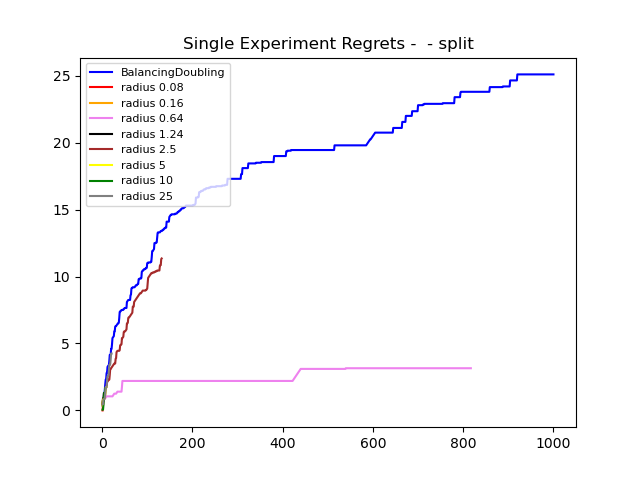 Single Experiment Regrets -  - split
BalancingDoubling
radius 0.08
radius 0.16
radius 0.64
radius 1.24
radius 2.5
radius 5
radius 10
radius 25
25
20
15
10
5
0
0 200 400 600 800 1000